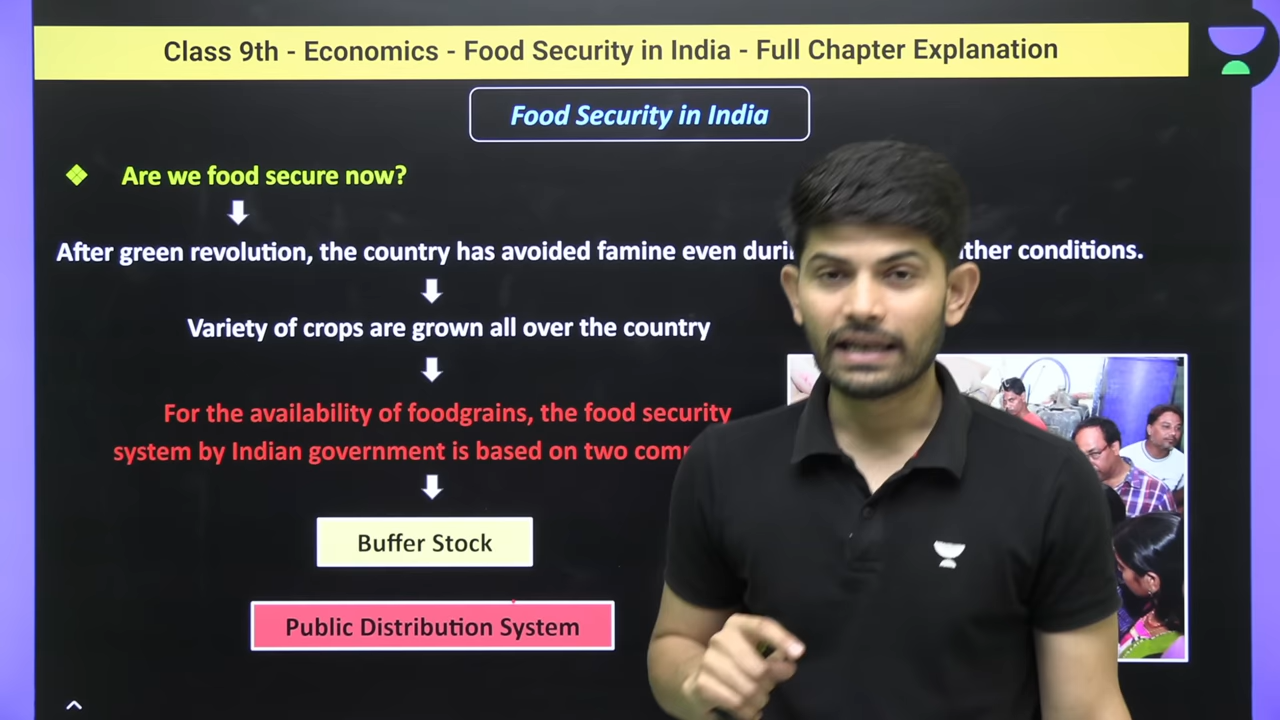 Class 9th - Economics - Food Security in India - Full Chapter Explanation
Food Security in India
Are we food secure now?
After green revolution, the country has avoided famine even ther conditions.
Variety of crops are grown all over the country
For the availability of foodgrains, the food security
system by Indian government is based on two
Buffer Stock
Public Distribution System